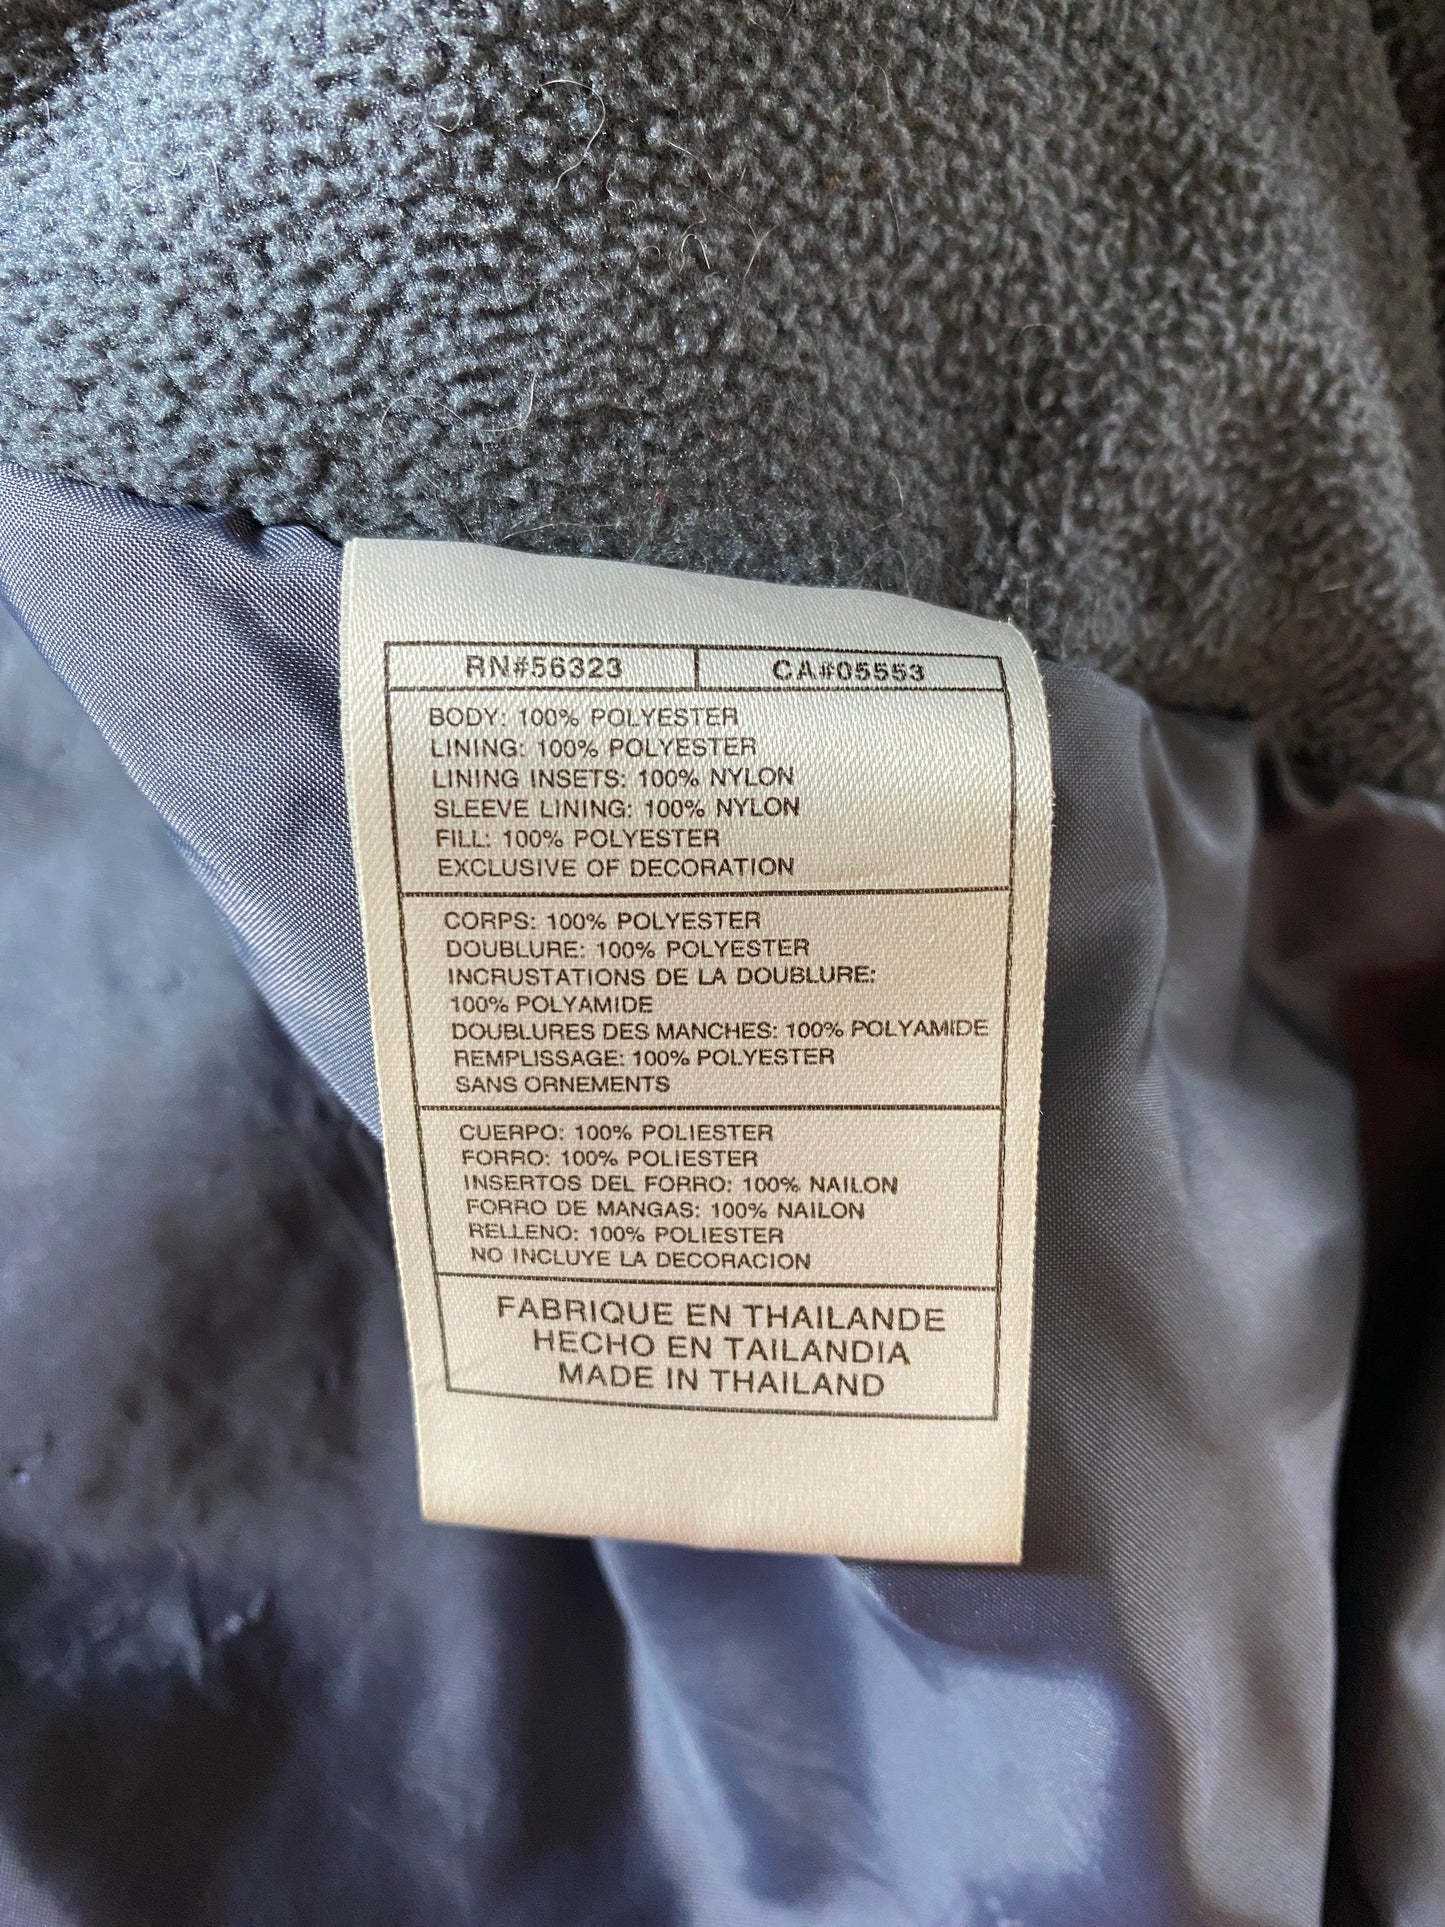 RN#56323 CA#05553
BODY: 100% POLYESTER
LINING: 100% POLYESTER
LINING INSETS: 100% NYLON
SLEEVE LINING: 100% NYLON
FILL: 100% POLYESTER
EXCLUSIVE OF DECORATION
CORPS: 100% POLYESTER
DOUBLURE: 100% POLYESTER
INCRUSTATIONS DE LA DOUBLURE:
100% POLYAMIDE
DOUBLURES DES MANCHES: 100% POLYAMIDE
REMPLISSAGE: 100% POLYESTER
SANS ORNEMENTS
CUERPO: 100% POLIESTER
FORRO: 100% POLIESTER
INSERTOS DEL FORRO: 100% NAILON
FORRO DE MANGAS: 100% NAILON
RELLENO: 100% POLIESTER
NO INCLUYE LA DECORACION
FABRIQUE EN THAILANDE
HECHO EN TAILANDIA
MADE IN THAILAND